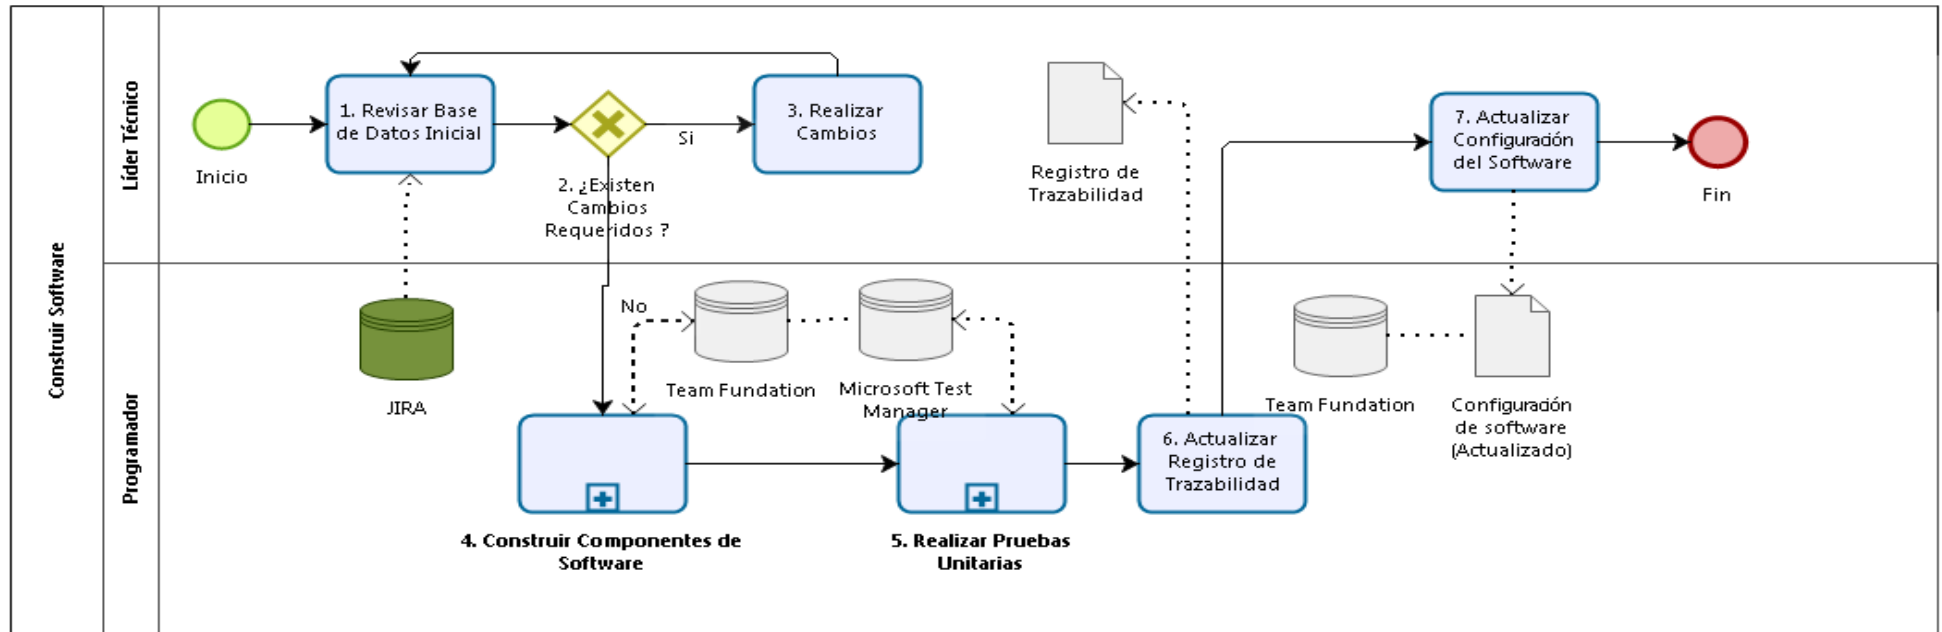 Construir Software
Líder Técnico
Inicio
1. Revisar Base
de Datos Inicial
2. ¿Existen
Cambios
Requeridos ?
Si
3. Realizar
Cambios
Registro de
Trazabilidad
7. Actualizar
Configuración
del Software
Fin
Programador
JIRA
No
Team Fundation
Microsoft Test
Manager
4. Construir Componentes de
Software
5. Realizar Pruebas
Unitarias
6. Actualizar
Registro de
Trazabilidad
Team Fundation
Configuración
de software
(Actualizado)